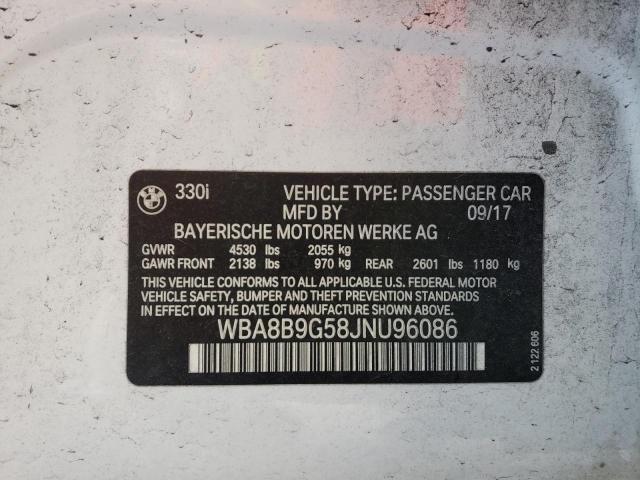 BMW
330i VEHICLE TYPE: PASSENGER CAR
MFD BY 09/17
BAYERISCHE MOTOREN WERKE AG
GVWR 4530 lbs 2055 kg
GAWR FRONT 2138 lbs 970 kg REAR 2601 lbs 1180 kg
THIS VEHICLE CONFORMS TO ALL APPLICABLE U.S. FEDERAL MOTOR
VEHICLE SAFETY, BUMPER AND THEFT PREVENTION STANDARDS
IN EFFECT ON THE DATE OF MANUFACTURE SHOWN ABOVE.
WBA8B9G58JNU96086
2 122 606